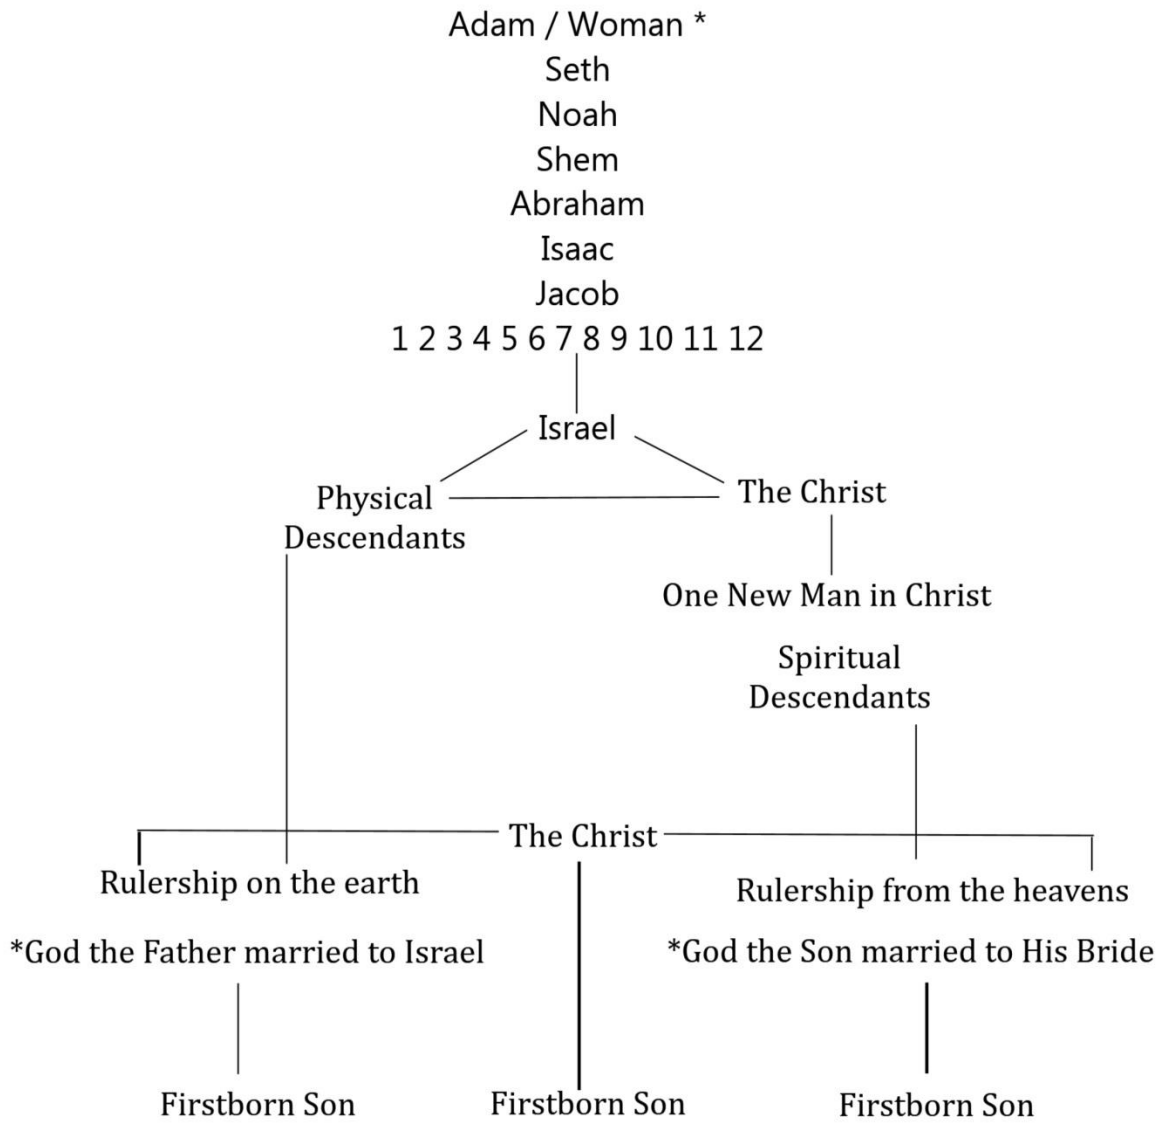 Adam / Woman *
Seth
Noah
Shem
Abraham
Isaac
Jacob
1 2 3 4 5 6 7 8 9 10 11 12
Israel
Physical
Descendants
The Christ
One New Man in Christ
Spiritual
Descendants
The Christ
Rulership on the earth
Rulership from the heavens
*God the Father married to Israel
*God the Son married to His Bride
Firstborn Son
Firstborn Son
Firstborn Son